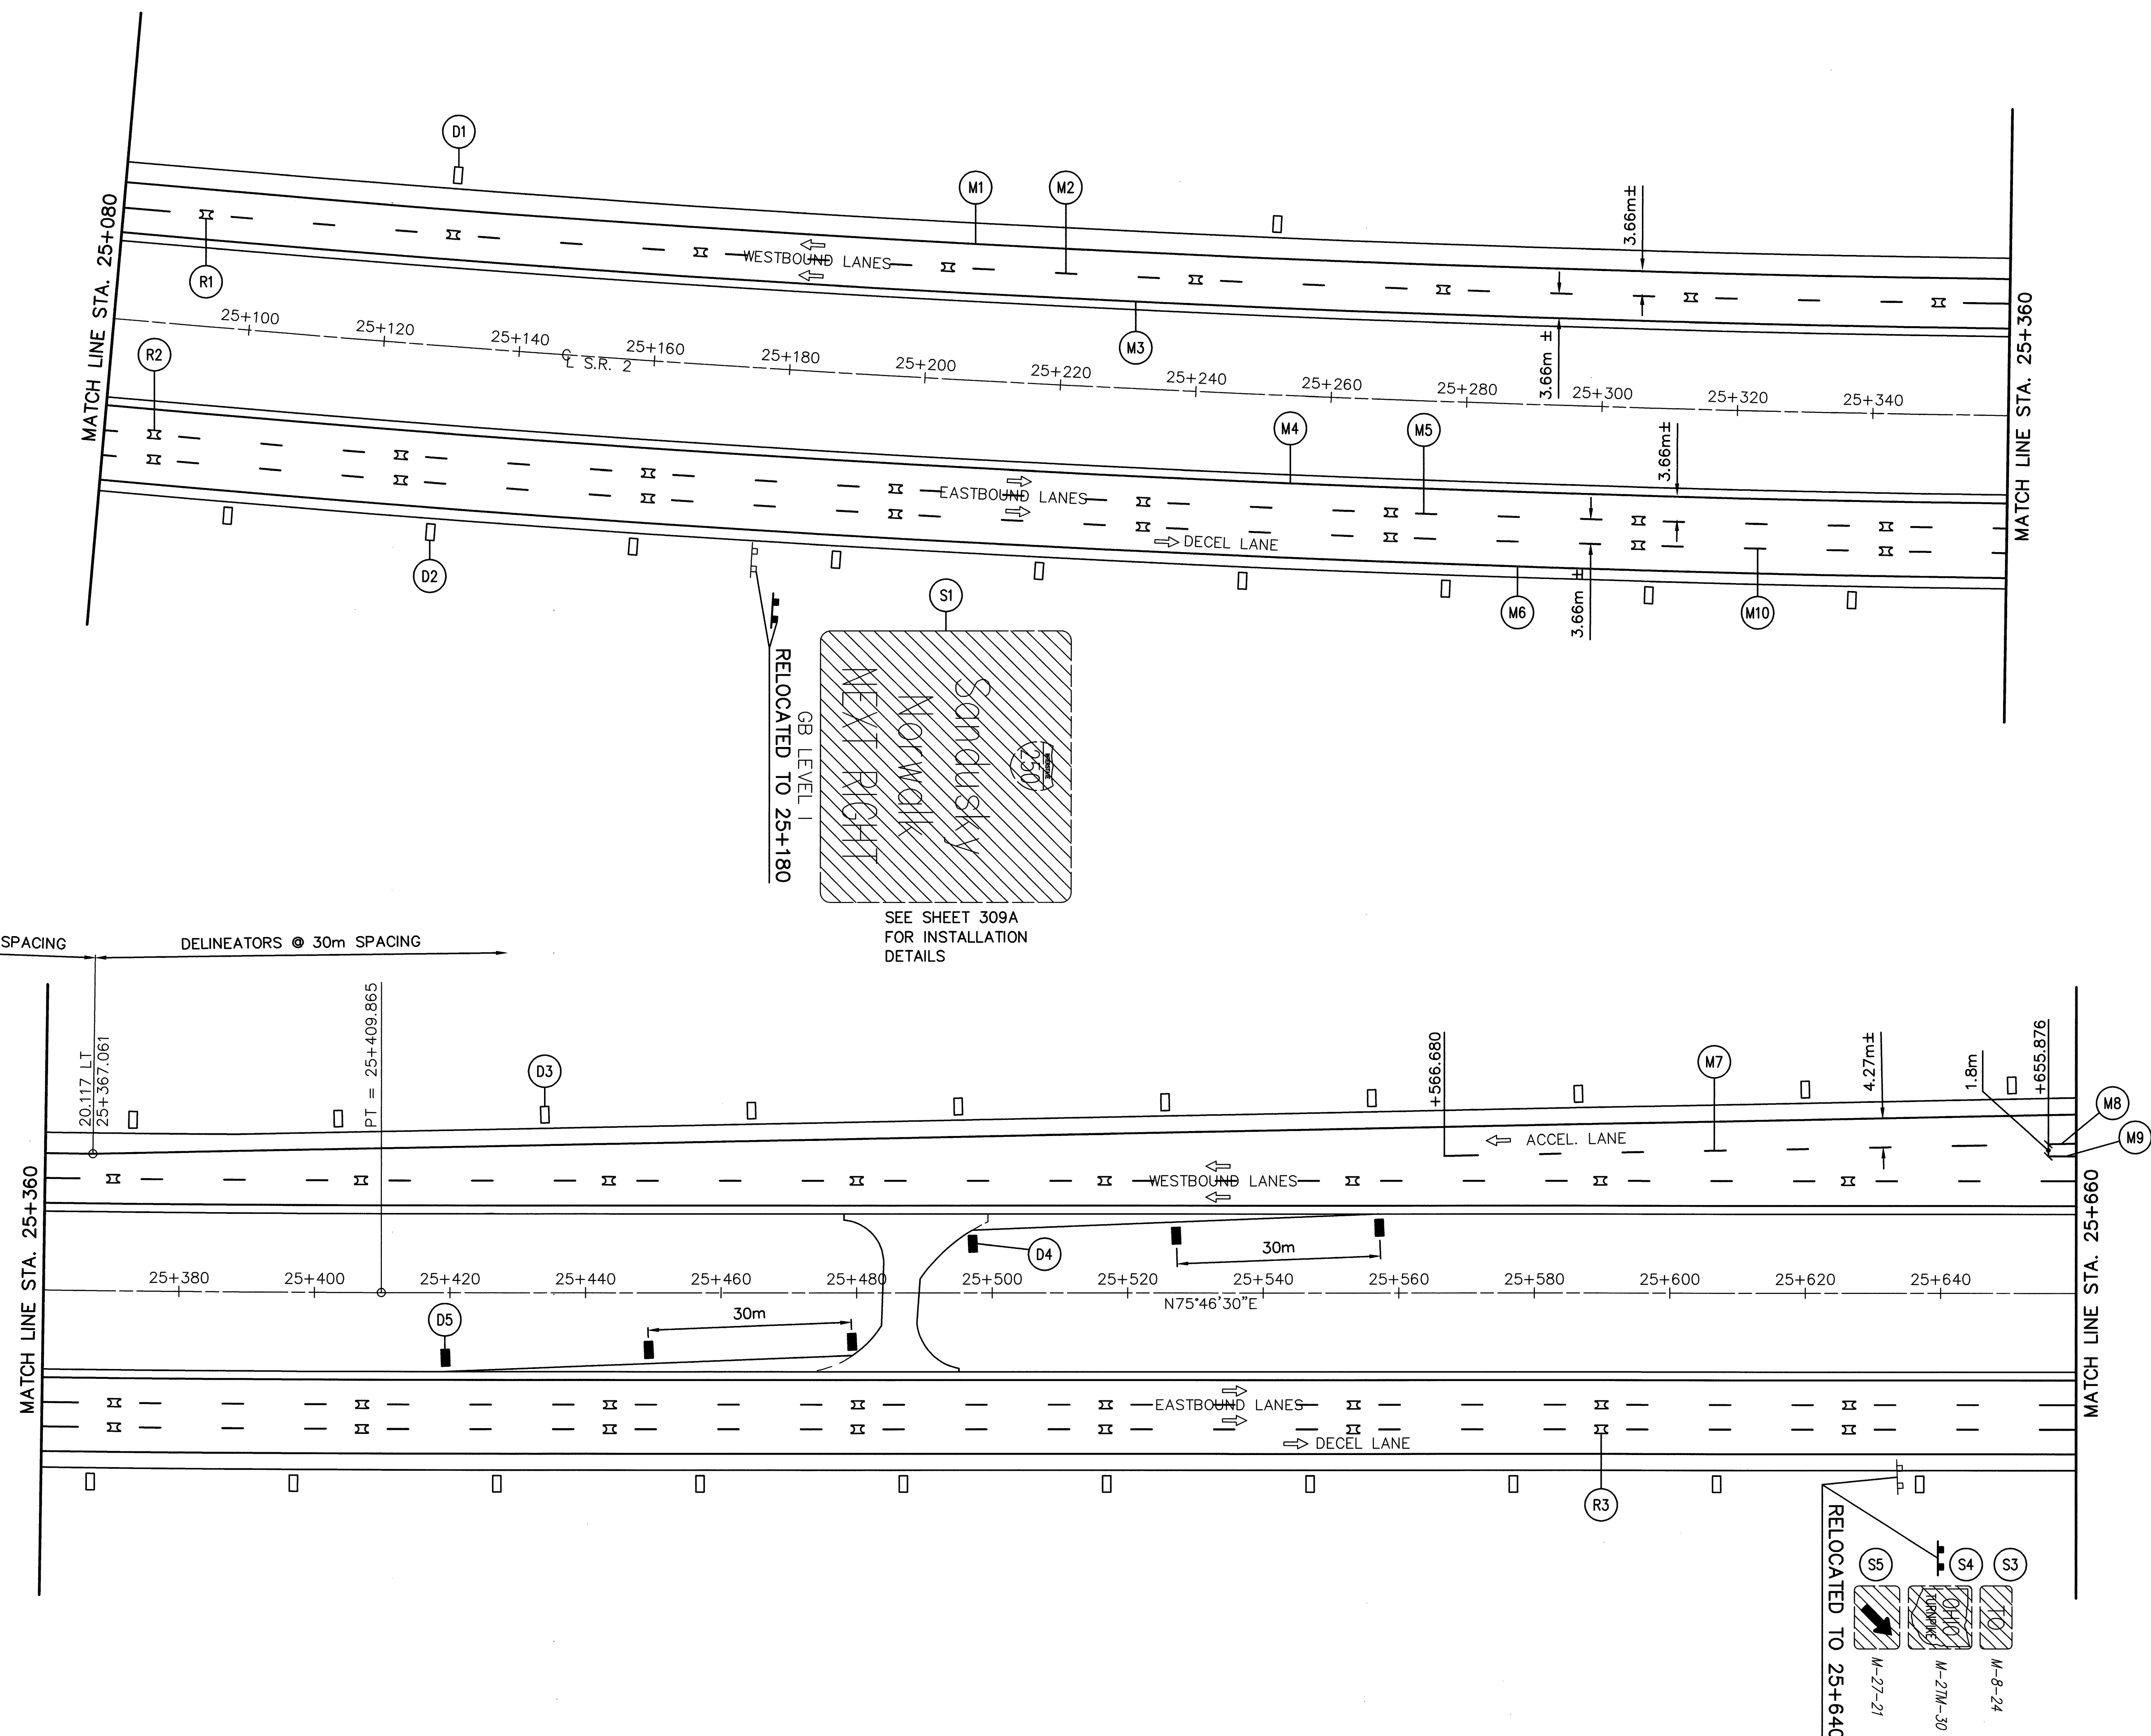 MATCH LINE STA. 25+080
D1
M1
M2
3.66m±
R1
WESTBOUND LANES
M3
3.66m ±
25+100
25+120
25+140
25+160
25+180
25+200
25+220
25+240
25+260
25+280
25+300
25+320
25+340
℄ S.R. 2
MATCH LINE STA. 25+360
R2
M4
M5
3.66m±
EASTBOUND LANES
DECEL LANE
D2
S1
M6
3.66m ±
M10
RELOCATED TO 25+180
GB LEVEL 1
250
Sandusky
Norwalk
NEXT RIGHT
SEE SHEET 309A
FOR INSTALLATION
DETAILS
SPACING
DELINEATORS @ 30m SPACING
MATCH LINE STA. 25+360
20.117 LT
25+367.061
PT = 25+409.865
D3
+566.680
M7
4.27m±
1.8m
+655.876
M8
M9
ACCEL. LANE
WESTBOUND LANES
D4
30m
25+380
25+400
25+420
25+440
25+460
25+480
25+500
25+520
25+540
25+560
25+580
25+600
25+620
25+640
N75°46'30"E
D5
30m
MATCH LINE STA. 25+660
EASTBOUND LANES
DECEL LANE
R3
RELOCATED TO 25+640
S5
S4
S3
TO
OHIO
TURNPIKE
M-27-21
M-2TM-30
M-8-24